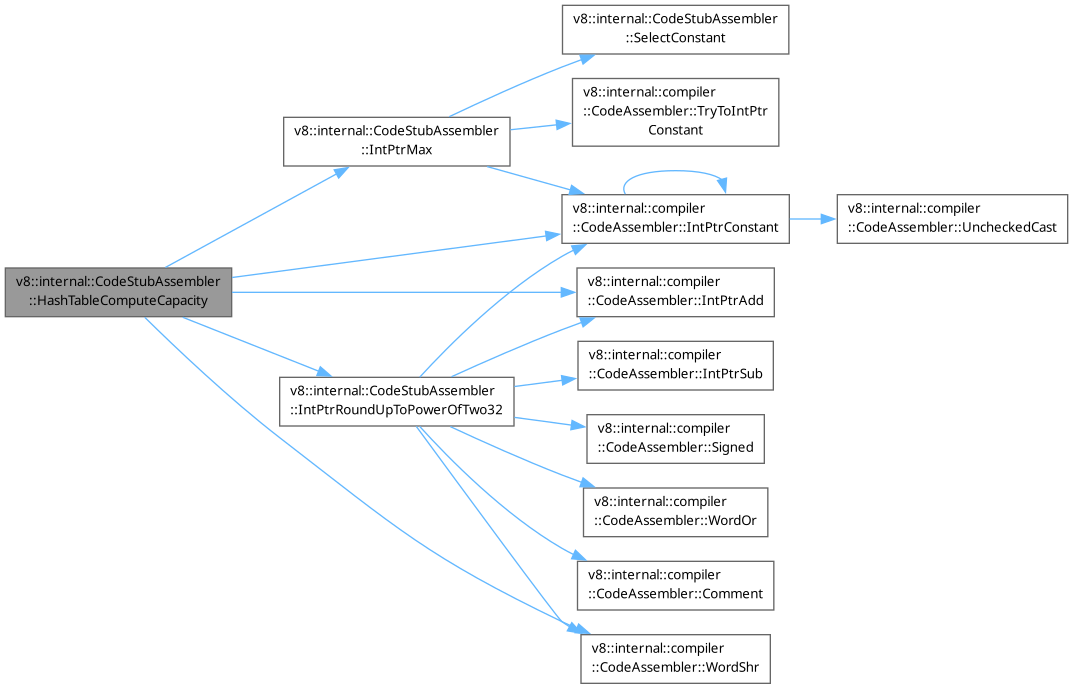 v8::internal::CodeStubAssembler
::SelectConstant
v8::internal::compiler
::CodeAssembler::TryToIntPtr
Constant
v8::internal::CodeStubAssembler
::IntPtrMax
v8::internal::compiler
::CodeAssembler::IntPtrConstant
v8::internal::compiler
::CodeAssembler::UncheckedCast
v8::internal::CodeStubAssembler
::HashTableComputeCapacity
v8::internal::compiler
::CodeAssembler::IntPtrAdd
v8::internal::compiler
::CodeAssembler::IntPtrSub
v8::internal::CodeStubAssembler
::IntPtrRoundUpToPowerOfTwo32
v8::internal::compiler
::CodeAssembler::Signed
v8::internal::compiler
::CodeAssembler::WordOr
v8::internal::compiler
::CodeAssembler::Comment
v8::internal::compiler
::CodeAssembler::WordShr